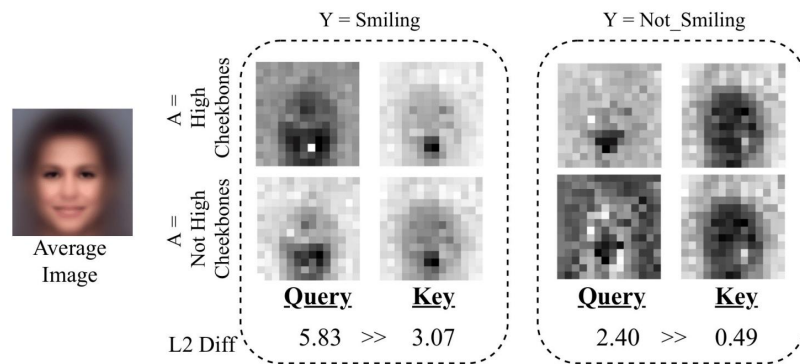 Y = Smiling
Y = Not_Smiling
A =
High
Cheekbones
A =
Not High
Cheekbones
Average
Image
Query
Key
Query
Key
L2 Diff
5.83 >> 3.07
2.40 >> 0.49